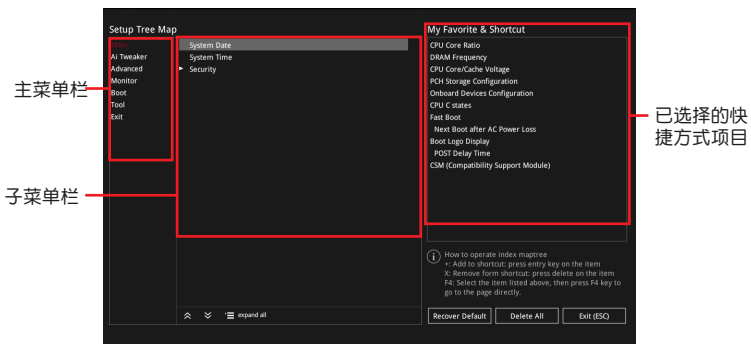 Setup Tree Map
My Favorite & Shortcut
Main
Ai Tweaker
Advanced
Monitor
Boot
Tool
Exit
System Date
System Time
Security
CPU Core Ratio
DRAM Frequency
CPU Core/Cache Voltage
PCH Storage Configuration
Onboard Devices Configuration
CPU C states
Fast Boot
Next Boot after AC Power Loss
Boot Logo Display
POST Delay Time
CSM (Compatibility Support Module)
主菜单栏
子菜单栏
已选择的快
捷方式项目
How to operate index maptree
+: Add to shortcut: press entry key
X: Remove form shortcut: press delete on the item
F4: Select the item listed above, then press F4 key to
go to the page directly.
expand all
Recover Default
Delete All
Exit (ESC)